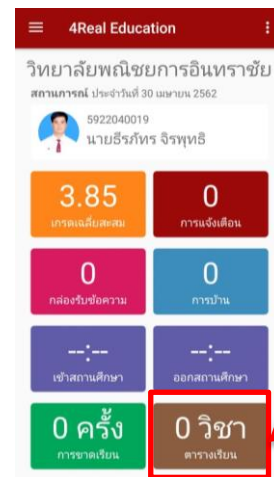 4Real Education
วิทยาลัยพณิชยการอินทราชัย
สถานการณ์ ประจำวันที่ 30 เมษายน 2562
5922040019
นายธีรภัทร จิรพุทธิ
3.85
เกรดเฉลี่ยสะสม
0
การแจ้งเตือน
0
กล่องรับข้อความ
0
การบ้าน
--:--
เข้าสถานศึกษา
--:--
ออกสถานศึกษา
0 ครั้ง
การขาดเรียน
0 วิชา
ตารางเรียน